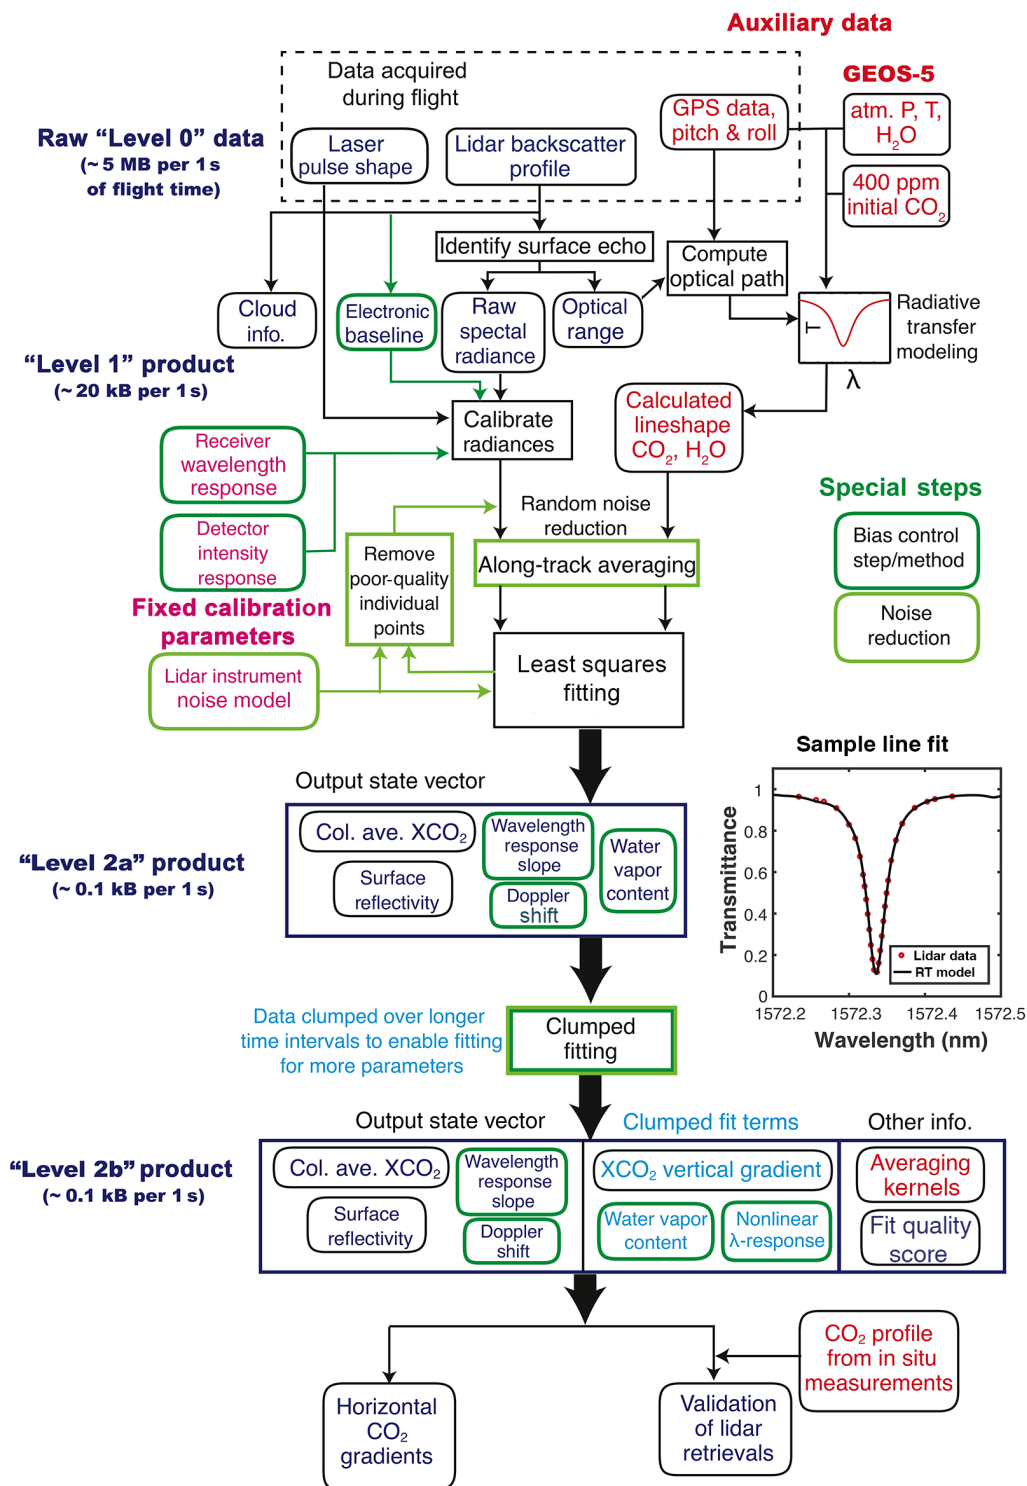 Auxiliary data
Data acquired
during flight
GEOS-5
GPS data,
pitch & roll
atm. P, T,
H2O
Raw “Level 0” data
(~ 5 MB per 1 s
of flight time)
Laser
pulse shape
Lidar backscatter
profile
400 ppm
initial CO2
Identify surface echo
Compute
optical path
Cloud
info.
Electronic
baseline
Raw
spectal
radiance
Optical
range
T
λ
Radiative
transfer
modeling
“Level 1” product
(~ 20 kB per 1 s)
Calibrate
radiances
Calculated
lineshape
CO2, H2O
Receiver
wavelength
response
Detector
intensity
response
Random noise
reduction
Special steps
Bias control
step/method
Noise
reduction
Remove
poor-quality
individual
points
Along-track averaging
Fixed calibration
parameters
Lidar instrument
noise model
Least squares
fitting
Sample line fit
Transmittance
1
0.8
0.6
0.4
0.2
0
Lidar data
RT model
1572.2
1572.3
1572.4
1572.5
Wavelength (nm)
Output state vector
“Level 2a” product
(~ 0.1 kB per 1 s)
Col. ave. XCO2
Wavelength
response
slope
Water
vapor
content
Surface
reflectivity
Doppler
shift
Data clumped over longer
time intervals to enable fitting
for more parameters
Clumped
fitting
Output state vector
Clumped fit terms
Other info.
“Level 2b” product
(~ 0.1 kB per 1 s)
Col. ave. XCO2
Wavelength
response
slope
Surface
reflectivity
Doppler
shift
XCO2 vertical gradient
Water vapor
content
Nonlinear
λ-response
Averaging
kernels
Fit quality
score
CO2 profile
from in situ
measurements
Horizontal
CO2
gradients
Validation
of lidar
retrievals